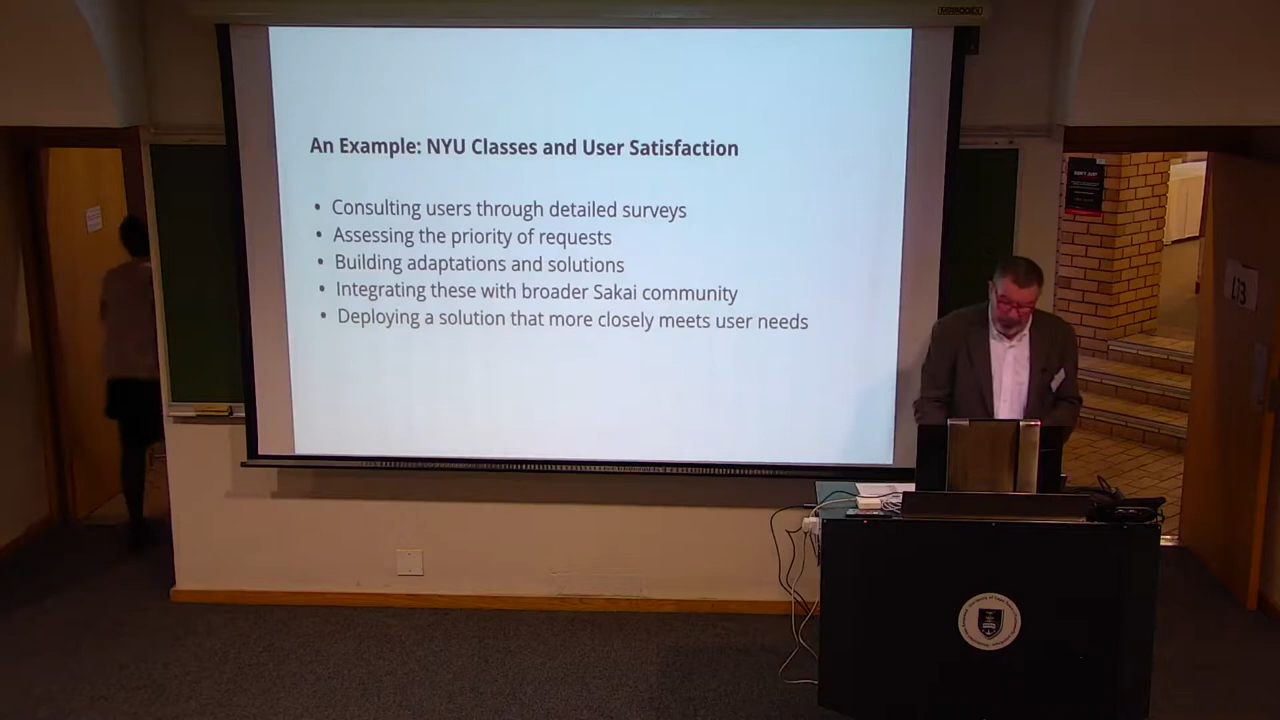 An Example: NYU Classes and User Satisfaction
• Consulting users through detailed surveys
• Assessing the priority of requests
• Building adaptations and solutions
• Integrating these with broader Sakai community
• Deploying a solution that more closely meets user needs